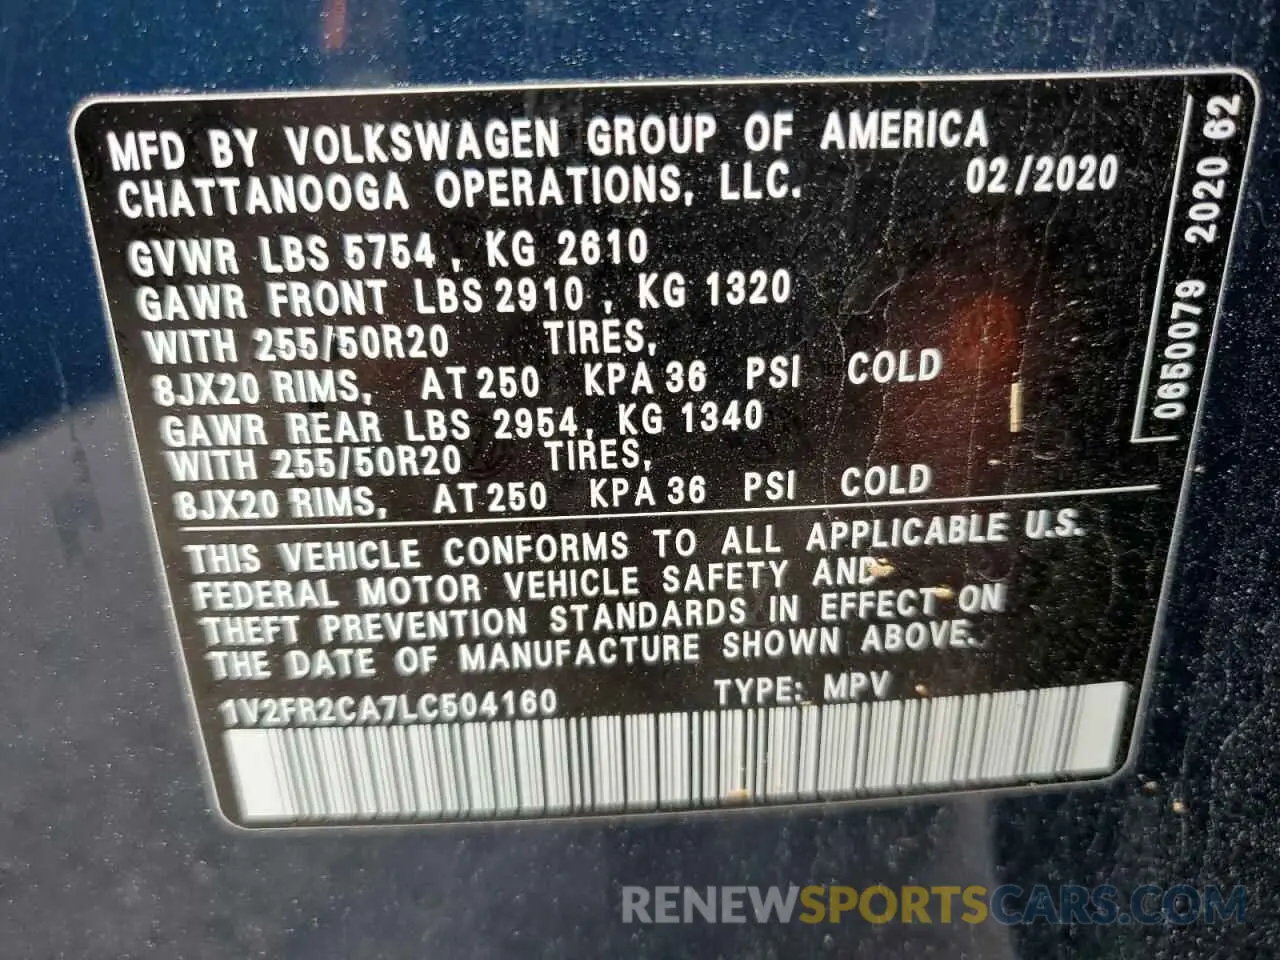 MFD BY VOLKSWAGEN GROUP OF AMERICA
CHATTANOOGA OPERATIONS, LLC. 02/2020
GVWR LBS 5754, KG 2610
GAWR FRONT LBS 2910, KG 1320
WITH 255/50R20 TIRES,
8JX20 RIMS, AT 250 KPA 36 PSI COLD
GAWR REAR LBS 2954, KG 1340
WITH 255/50R20 TIRES,
8JX20 RIMS, AT 250 KPA 36 PSI COLD
THIS VEHICLE CONFORMS TO ALL APPLICABLE U.S.
FEDERAL MOTOR VEHICLE SAFETY AND
THEFT PREVENTION STANDARDS IN EFFECT ON
THE DATE OF MANUFACTURE SHOWN ABOVE.
1V2FR2CA7LC504160 TYPE: MPV
0650079 2020 62
RENEWSPORTSCARS.COM